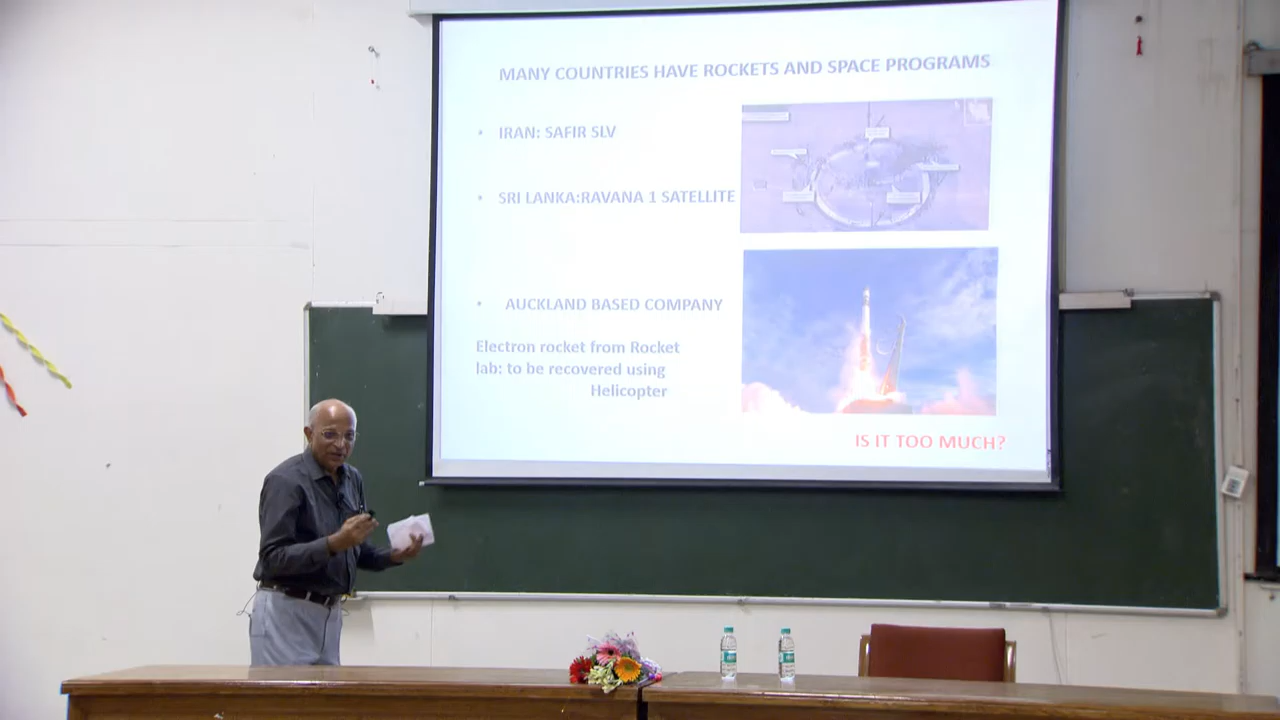 MANY COUNTRIES HAVE ROCKETS AND SPACE PROGRAMS
• IRAN: SAFIR SLV
• SRI LANKA:RAVANA 1 SATELLITE
• AUCKLAND BASED COMPANY
Electron rocket from Rocket
lab: to be recovered using
Helicopter
IS IT TOO MUCH?